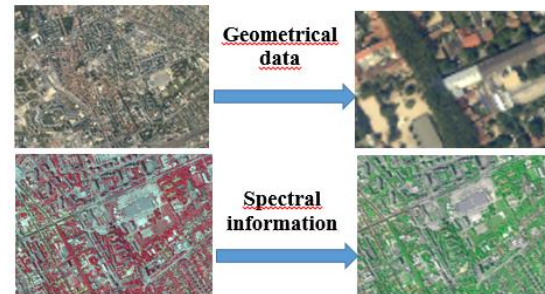 Geometrical
data
Spectral
information